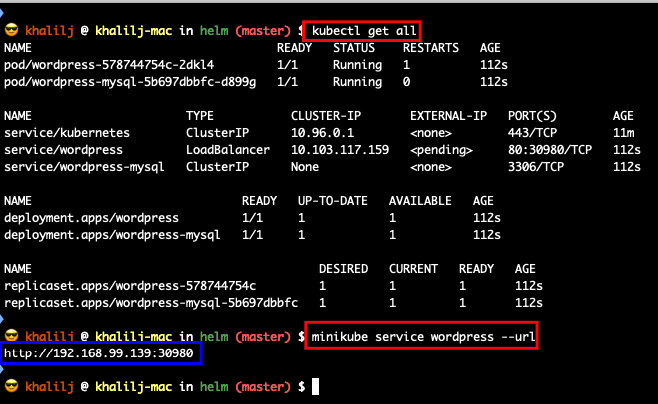 😎 khalilj @ khalilj-mac in helm (master) $ kubectl get all
NAME READY STATUS RESTARTS AGE
pod/wordpress-578744754c-2dkl4 1/1 Running 1 112s
pod/wordpress-mysql-5b697dbbfc-d899g 1/1 Running 0 112s
NAME TYPE CLUSTER-IP EXTERNAL-IP PORT(S) AGE
service/kubernetes ClusterIP 10.96.0.1 <none> 443/TCP 11m
service/wordpress LoadBalancer 10.103.117.159 <pending> 80:30980/TCP 112s
service/wordpress-mysql ClusterIP None <none> 3306/TCP 112s
NAME READY UP-TO-DATE AVAILABLE AGE
deployment.apps/wordpress 1/1 1 1 112s
deployment.apps/wordpress-mysql 1/1 1 1 112s
NAME DESIRED CURRENT READY AGE
replicaset.apps/wordpress-578744754c 1 1 1 112s
replicaset.apps/wordpress-mysql-5b697dbbfc 1 1 1 112s
😎 khalilj @ khalilj-mac in helm (master) $ minikube service wordpress --url
http://192.168.99.139:30980
😎 khalilj @ khalilj-mac in helm (master) $